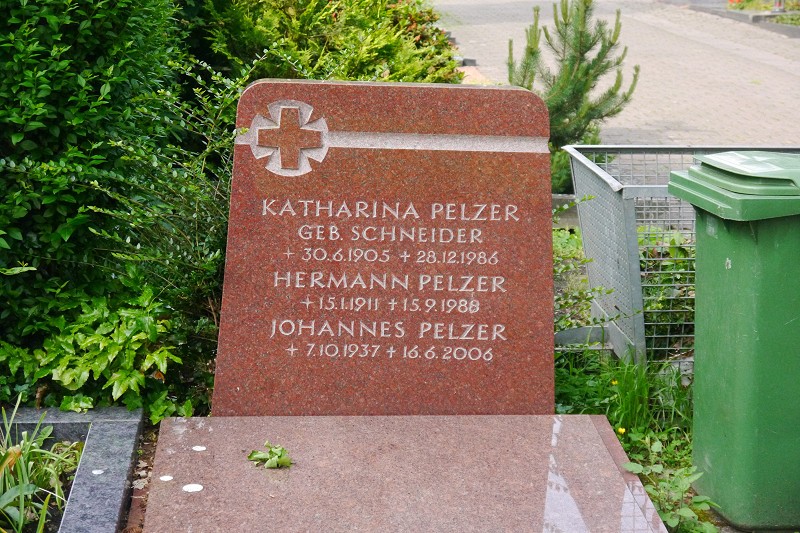 KATHARINA PELZER
GEB. SCHNEIDER
+ 30.6.1905 + 28.12.1986
HERMANN PELZER
+ 15.1.1911 + 15.9.1988
JOHANNES PELZER
+ 7.10.1937 + 16.6.2006